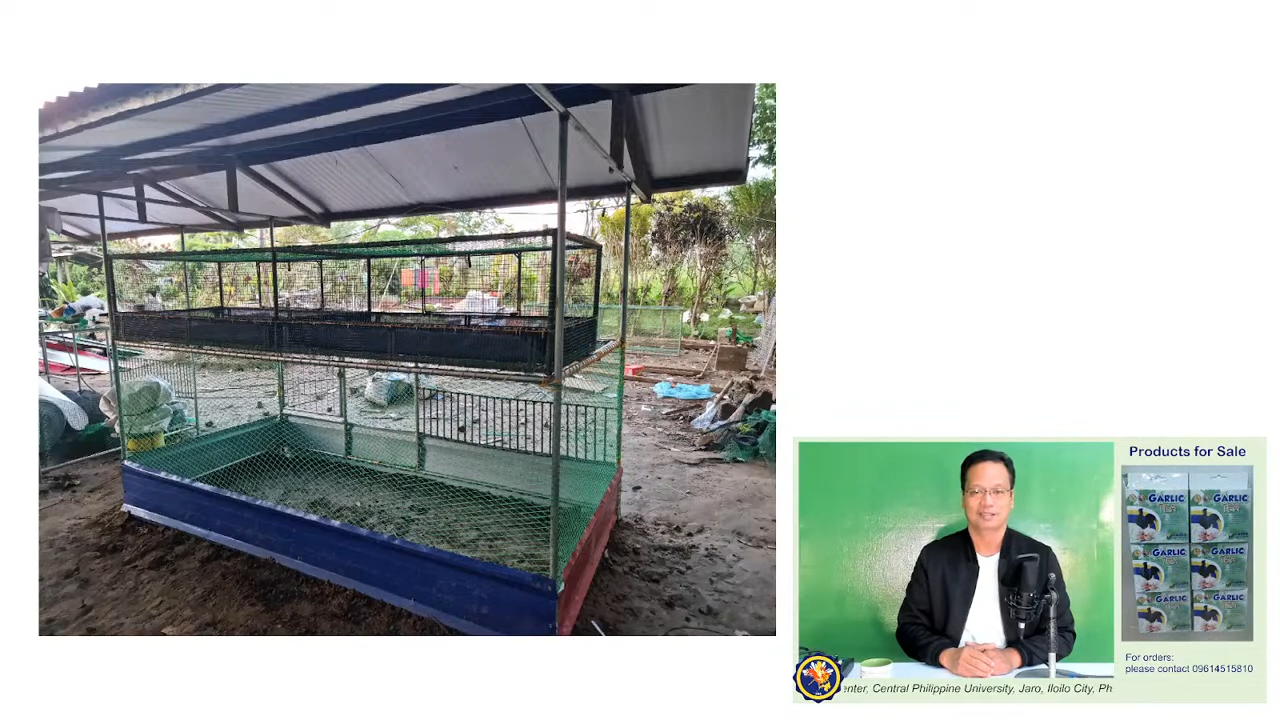 Products for Sale
GARLIC
GARLIC
GARLIC
GARLIC
GARLIC
GARLIC
For orders:
please contact 09614515810
enter, Central Philippine University, Jaro, Iloilo City, Ph